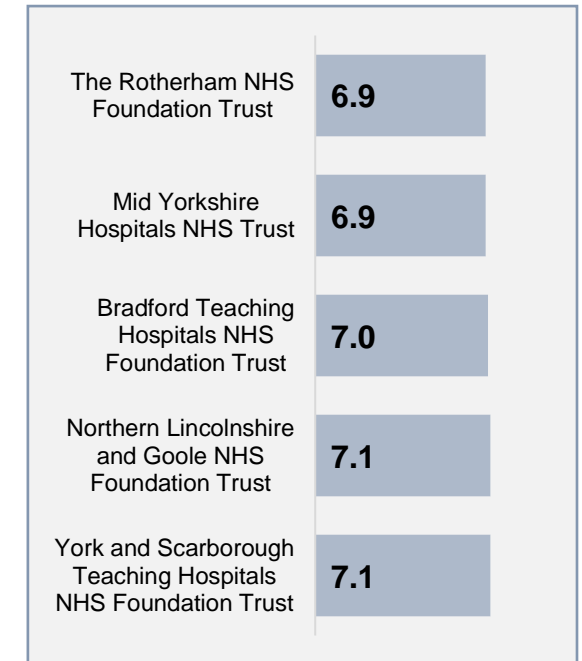 The Rotherham NHS
Foundation Trust
6.9
Mid Yorkshire
Hospitals NHS Trust
6.9
Bradford Teaching
Hospitals NHS
Foundation Trust
7.0
Northern Lincolnshire
and Goole NHS
Foundation Trust
7.1
York and Scarborough
Teaching Hospitals
NHS Foundation Trust
7.1